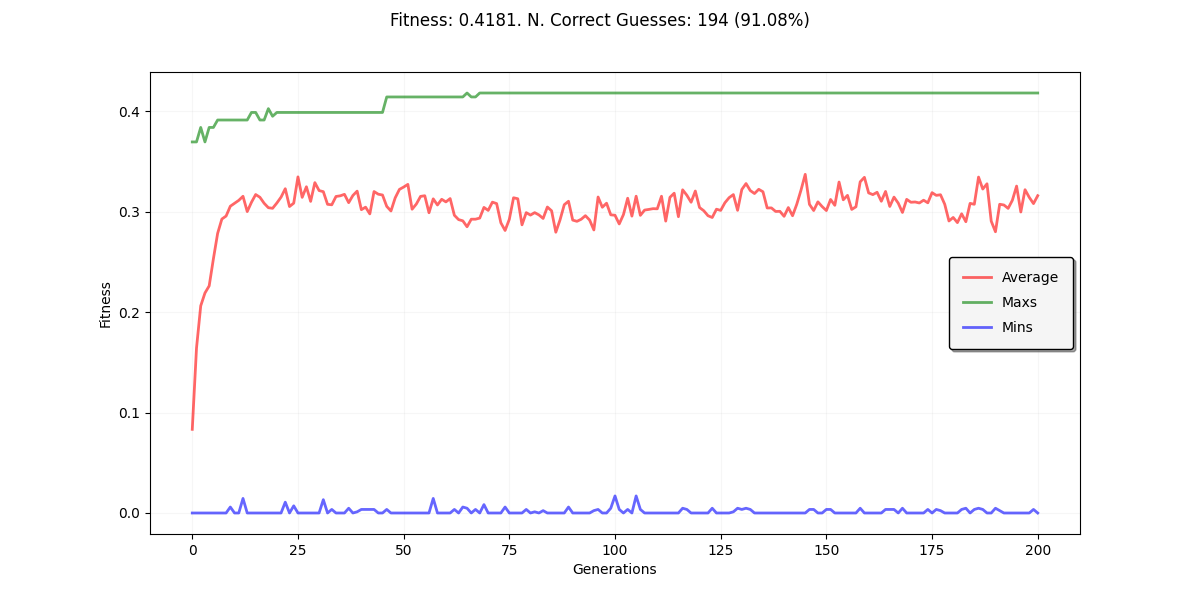 Fitness: 0.4181. N. Correct Guesses: 194 (91.08%)
0.4
0.3
0.2
0.1
0.0
Fitness
Average
Maxs
Mins
0 25 50 75 100 125 150 175 200
Generations